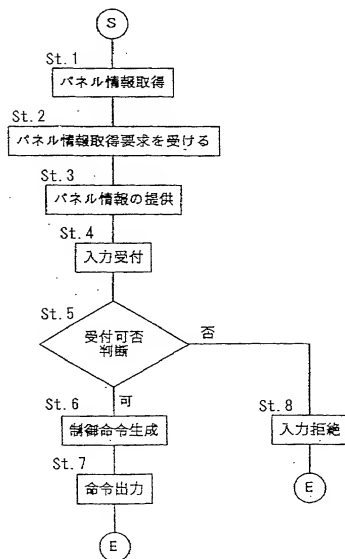 S
St.1
パネル情報取得
St.2
パネル情報取得要求を受ける
St.3
パネル情報の提供
St.4
入力受付
St.5
受付可否
判断
否
可
St.6
制御命令生成
St.7
命令出力
E
St.8
入力拒絶
E